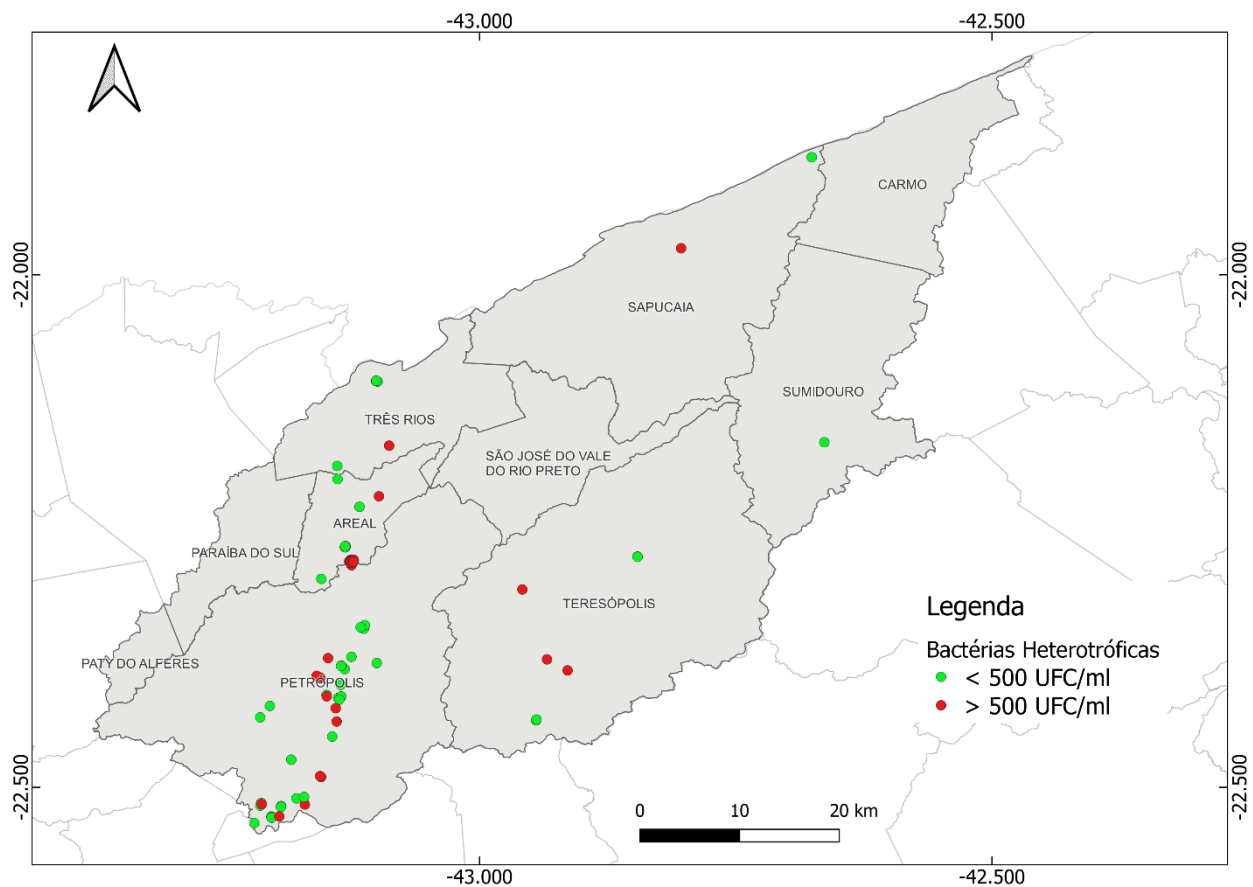 -43.000
-42.500
CARMO
-22.000
-22.000
SAPUCAIA
SUMIDOURO
TRÊS RIOS
SÃO JOSÉ DO VALE
DO RIO PRETO
AREAL
PARAÍBA DO SUL
TERESÓPOLIS
Legenda
Bactérias Heterotróficas
< 500 UFC/ml
> 500 UFC/ml
PATY DO ALFERES
PETRÓPOLIS
-22.500
-22.500
0
10
20 km
-43.000
-42.500